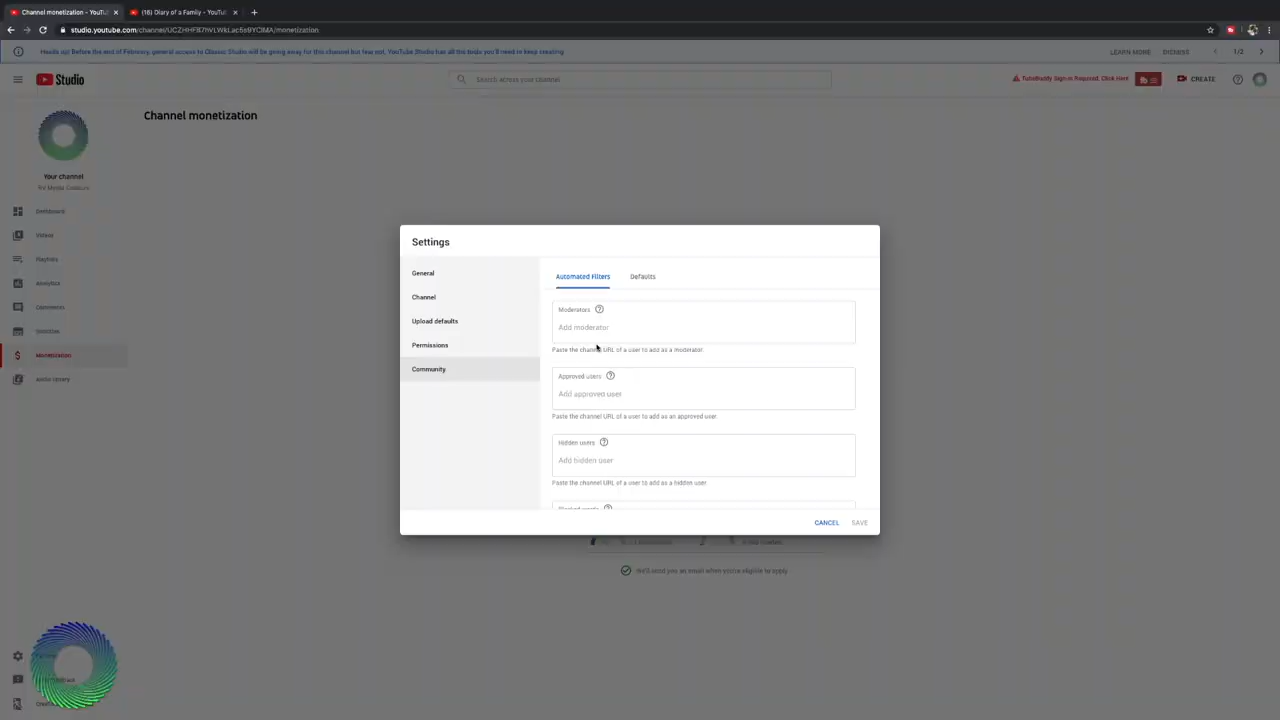 Channel monetization - YouTu
(16) Diary of a Family - YouTu
Heads up! Before the end of February, general access to Classic Studio will be going away for this channel but fear not, YouTube Studio has all the tools you'll need to keep creating
LEARN MORE
DISMISS
1/2
Studio
Search across your channel
TubeBuddy Sign-In Required. Click Here
CREATE
Channel monetization
Your channel
Dashboard
Videos
Playlists
Analytics
Comments
Subtitles
Monetization
Audio library
Settings
General
Channel
Upload defaults
Permissions
Community
Automated Filters
Defaults
Moderators
Add moderator
Paste the channel URL of a user to add as a moderator.
Approved users
Add approved user
Paste the channel URL of a user to add as an approved user.
Hidden users
Add hidden user
Paste the channel URL of a user to add as a hidden user.
CANCEL
SAVE
We'll send you an email when you're eligible to apply